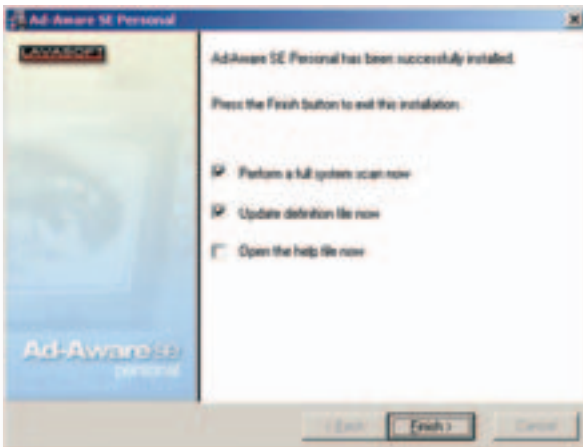 Ad-Aware SE Personal
LAVASOFT
Ad-Aware SE Personal has been successfully installed.
Press the Finish button to exit this installation.
Perform a full system scan now
Update definition file now
Open the help file now
Ad-Aware SE
personal
< Back
Finish >
Cancel